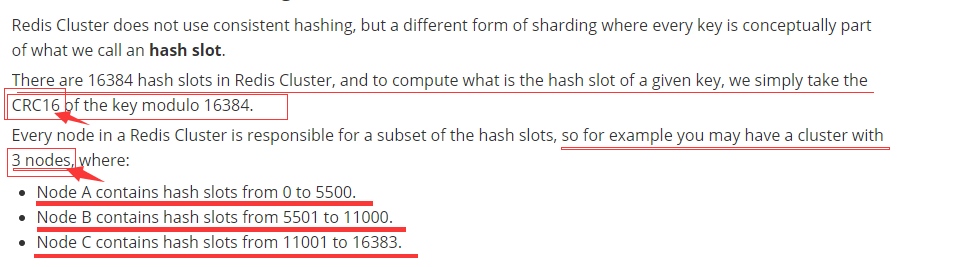 Redis Cluster does not use consistent hashing, but a different form of sharding where every key is conceptually part
of what we call an hash slot.
There are 16384 hash slots in Redis Cluster, and to compute what is the hash slot of a given key, we simply take the
CRC16 of the key modulo 16384.
Every node in a Redis Cluster is responsible for a subset of the hash slots, so for example you may have a cluster with
3 nodes, where:
• Node A contains hash slots from 0 to 5500.
• Node B contains hash slots from 5501 to 11000.
• Node C contains hash slots from 11001 to 16383.